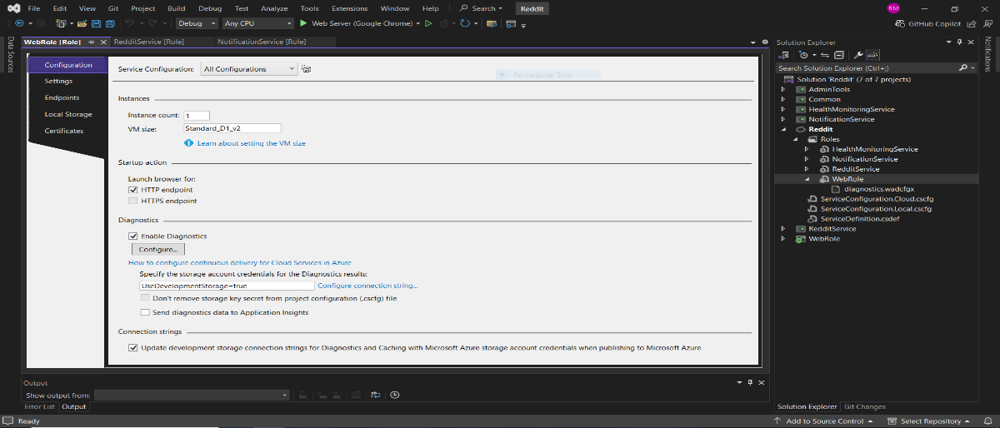 File Edit View Git Project Build Debug Test Analyze Tools Extensions Window Help Search Reddit RM
Debug Any CPU Web Server (Google Chrome) GitHub Copilot
Data Sources
WebRole [Role] RedditService [Role] NotificationService [Role]
Configuration
Settings
Endpoints
Local Storage
Certificates
Service Configuration: All Configurations
Rectangular Snip
Instances
Instance count: 1
VM size: Standard_D1_v2
Learn about setting the VM size
Startup action
Launch browser for:
HTTP endpoint
HTTPS endpoint
Diagnostics
Enable Diagnostics
Configure...
How to configure continuous delivery for Cloud Services in Azure
Specify the storage account credentials for the Diagnostics results:
UseDevelopmentStorage=true Configure connection string...
Don't remove storage key secret from project configuration (.cscfg) file
Send diagnostics data to Application Insights
Connection strings
Update development storage connection strings for Diagnostics and Caching with Microsoft Azure storage account credentials when publishing to Microsoft Azure
Solution Explorer
Search Solution Explorer (Ctrl+;)
Solution 'Reddit' (7 of 7 projects)
AdminTools
Common
HealthMonitoringService
NotificationService
Reddit
Roles
HealthMonitoringService
NotificationService
RedditService
WebRole
diagnostics.wadcfgx
ServiceConfiguration.Cloud.cscfg
ServiceConfiguration.Local.cscfg
ServiceDefinition.csdef
RedditService
WebRole
Notifications
Output
Show output from:
Error List Output
Solution Explorer Git Changes
Ready Add to Source Control Select Repository